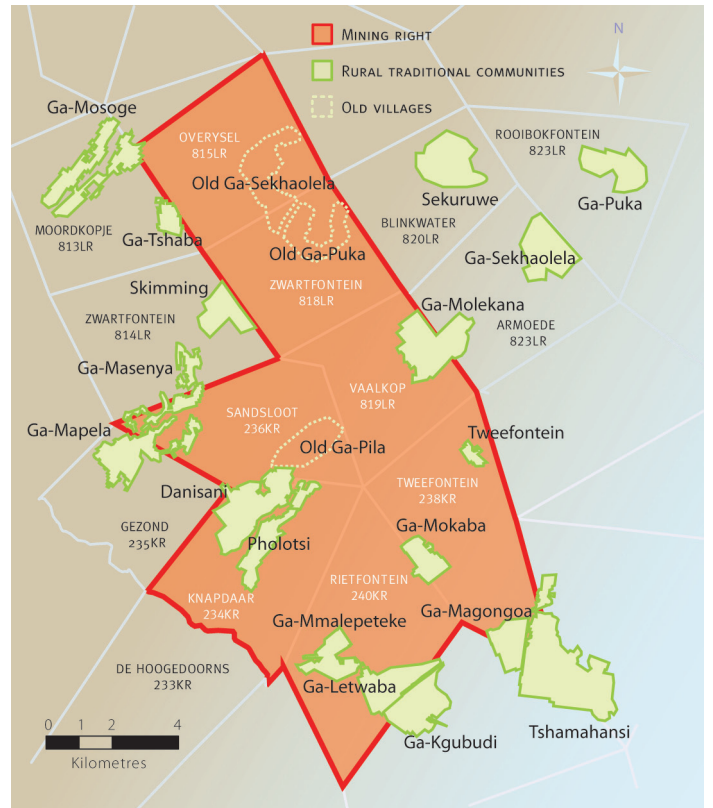 N
MINING RIGHT
RURAL TRADITIONAL COMMUNITIES
OLD VILLAGES
Ga-Mosoge
OVERYSEL
815LR
ROOIBOKFONTEIN
823LR
Old Ga-Sekhaolela
Sekuruwe
Ga-Puka
MOORDKOPJE
813LR
Ga-Tshaba
BLINKWATER
820LR
Old Ga-Puka
Ga-Sekhaolela
Skimming
ZWARTFONTEIN
818LR
Ga-Molekana
ZWARTFONTEIN
814LR
ARMOEDE
823LR
Ga-Masenya
VAALKOP
819LR
SANDSLOOT
236KR
Ga-Mapela
Tweefontein
Old Ga-Pila
Danisani
TWEEFONTEIN
238KR
GEZOND
235KR
Ga-Mokaba
Pholotsi
RIETFONTEIN
240KR
KNAPDAAR
234KR
Ga-Mmalepeteke
Ga-Magongoa
DE HOOGEDOORNS
233KR
Ga-Letwaba
Ga-Kgubudi
Tshamahansi
0 1 2 4
Kilometres